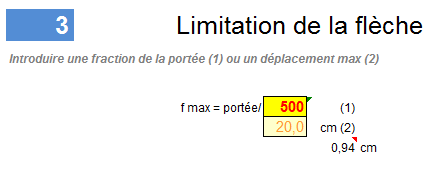 3 Limitation de la flèche
Introduire une fraction de la portée (1) ou un déplacement max (2)
f max = portée/ 500 (1)
20,0 cm (2)
0,94 cm